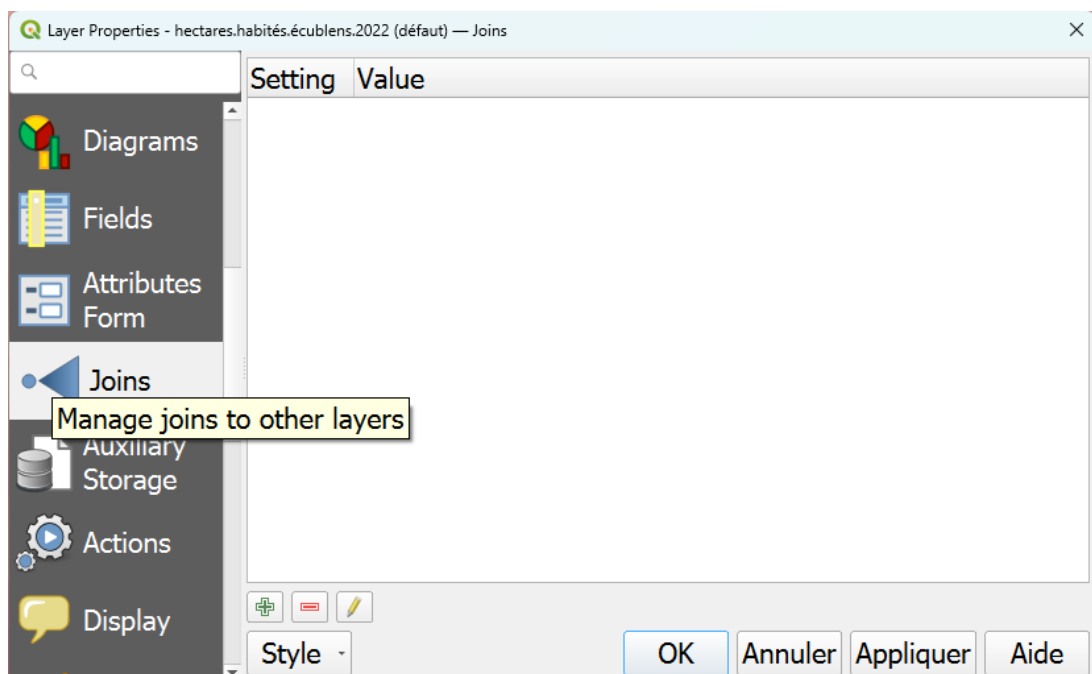 Layer Properties - hectares.habités.écublens.2022 (défaut) — Joins
Setting Value
Diagrams
Fields
Attributes
Form
Joins
Manage joins to other layers
Auxiliary
Storage
Actions
Display
Style
OK Annuler Appliquer Aide